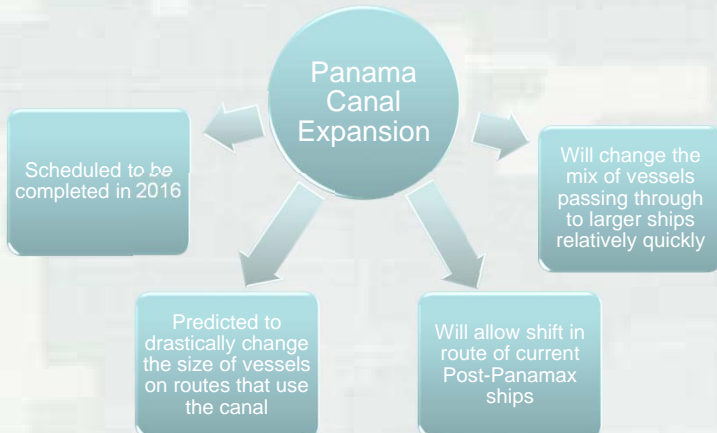 Panama
Canal
Expansion
Scheduled to be
completed in 2016
Predicted to
drastically change
the size of vessels
on routes that use
the canal
Will allow shift in
route of current
Post-Panamax
ships
Will change the
mix of vessels
passing through
to larger ships
relatively quickly